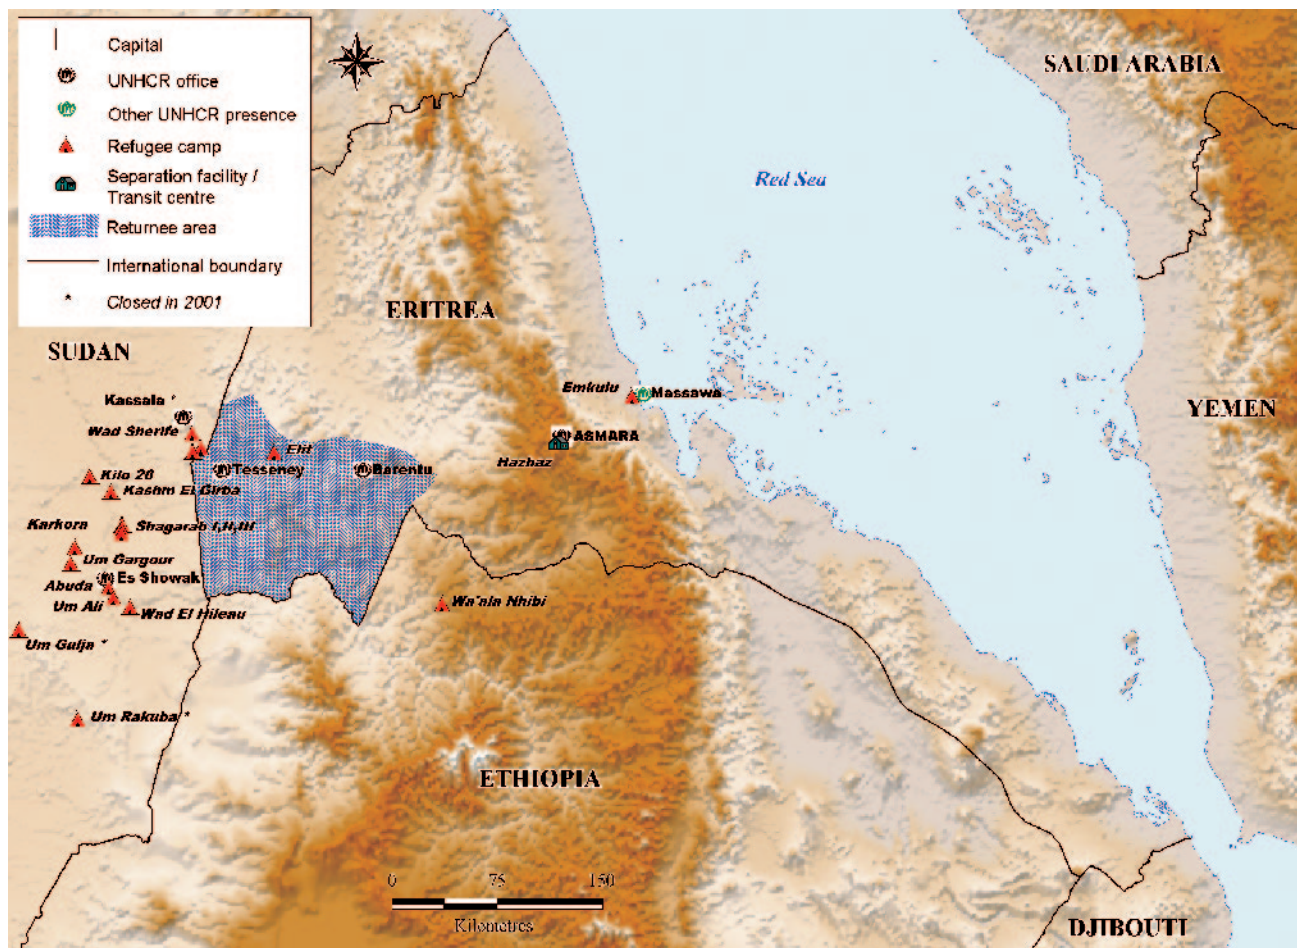 Capital
UNHCR office
Other UNHCR presence
Refugee camp
Separation facility /
Transit centre
Returnee area
International boundary
* Closed in 2001
SAUDI ARABIA
Red Sea
ERITREA
SUDAN
Emkulu
Massawa
Kassala *
YEMEN
Wad Sherife
ASMARA
Elit
Hazhaz
Tesseney
Barentu
Kilo 26
Kashm El Girba
Karkora
Shagarab I,II,III
Um Gargour
Es Showak
Abuda
Um Ali
Wad El Hileau
Wa'ala Nhibi
Um Gulja *
Um Rakuba *
ETHIOPIA
0 75 150
Kilometres
DJIBOUTI